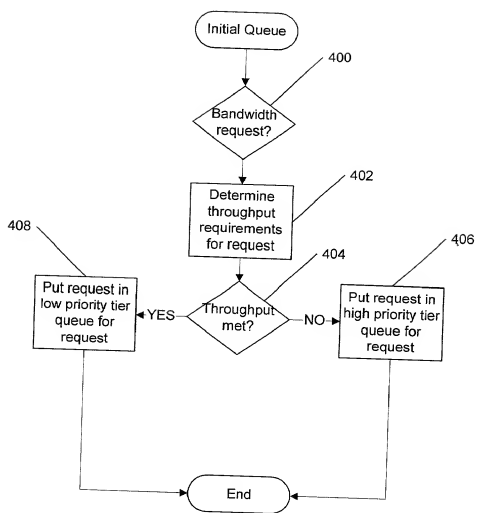 Initial Queue
400
Bandwidth
request?
402
Determine
throughput
requirements
for request
404
408
406
Put request in
low priority tier
queue for
request
YES
Throughput
met?
NO
Put request in
high priority tier
queue for
request
End